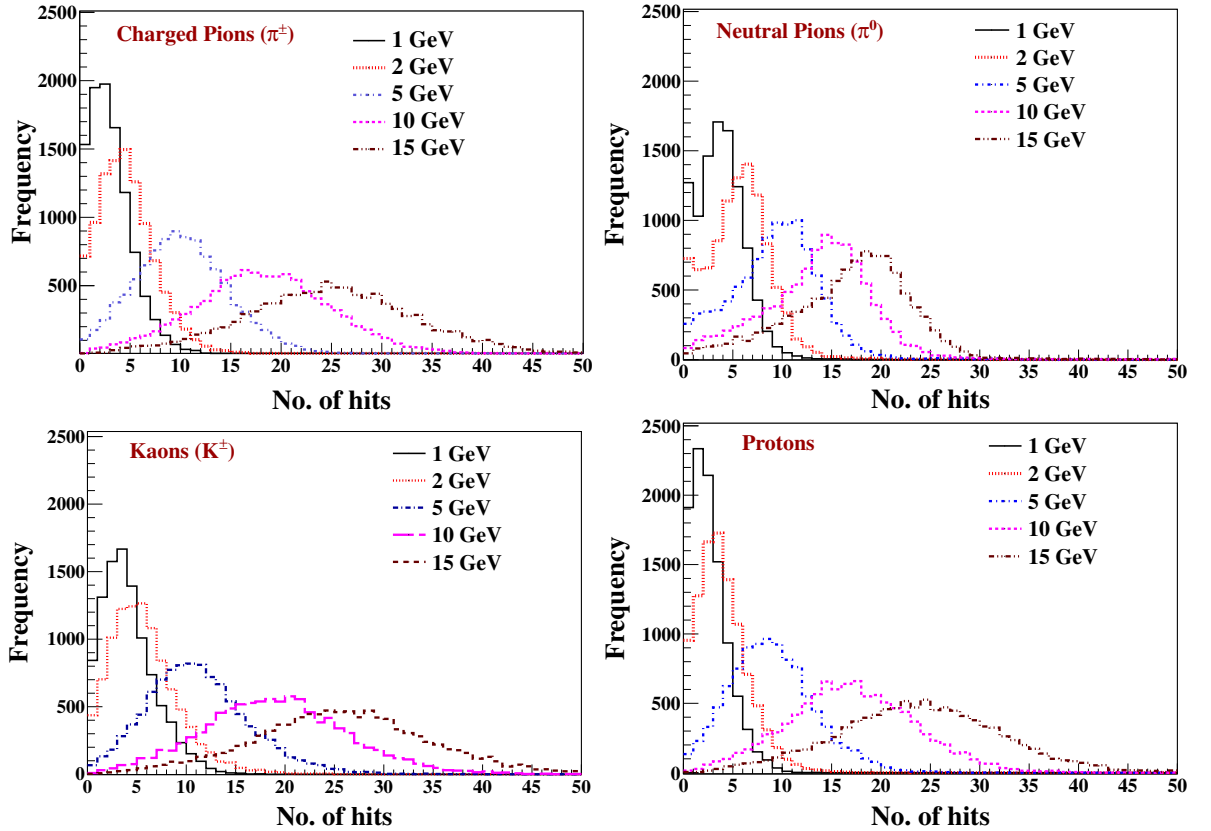 Charged Pions (π±)
1 GeV
2 GeV
5 GeV
10 GeV
15 GeV
Frequency
2500
2000
1500
1000
500
0 5 10 15 20 25 30 35 40 45 50
No. of hits
Neutral Pions (π⁰)
1 GeV
2 GeV
5 GeV
10 GeV
15 GeV
Frequency
2500
2000
1500
1000
500
0
0 5 10 15 20 25 30 35 40 45 50
No. of hits
Kaons (K±)
1 GeV
2 GeV
5 GeV
10 GeV
15 GeV
Frequency
2500
2000
1500
1000
500
0
0 5 10 15 20 25 30 35 40 45 50
No. of hits
Protons
1 GeV
2 GeV
5 GeV
10 GeV
15 GeV
Frequency
2500
2000
1500
1000
500
0
0 5 10 15 20 25 30 35 40 45 50
No. of hits